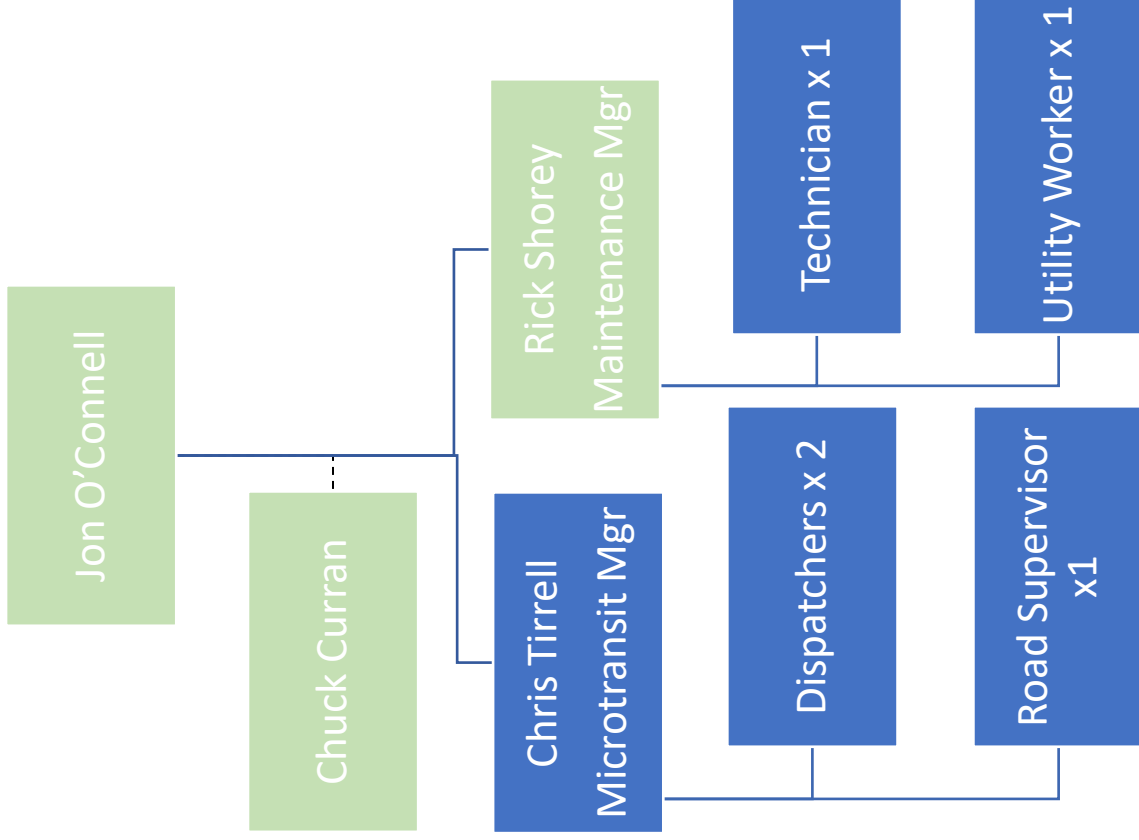 Jon O’Connell
Chuck Curran
Chris Tirrell
Microtransit Mgr
Rick Shorey
Maintenance Mgr
Dispatchers x 2
Technician x 1
Road Supervisor
x1
Utility Worker x 1